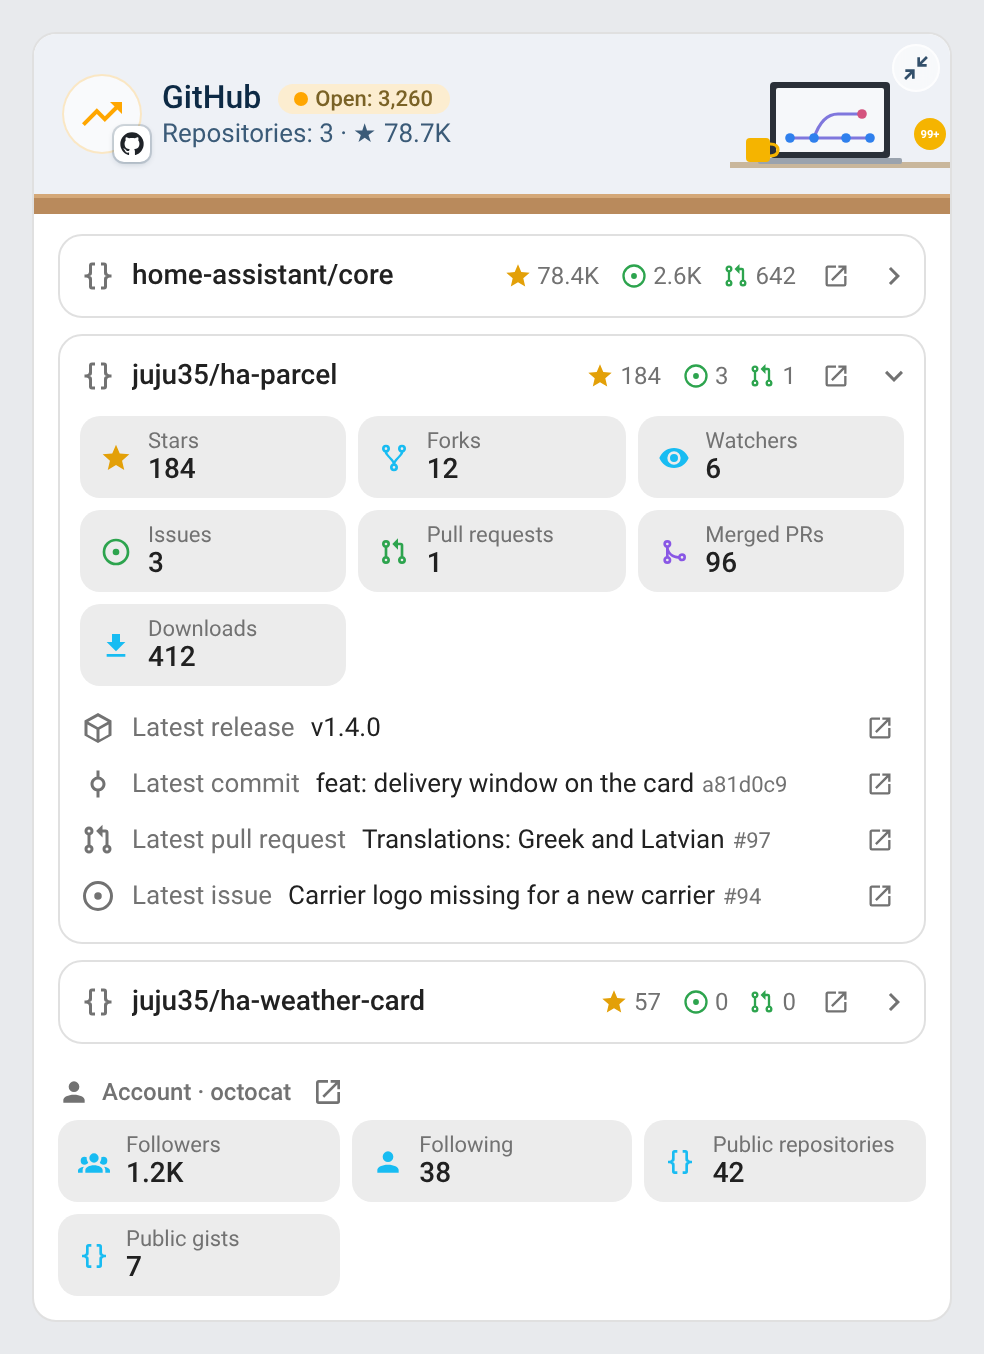 GitHub
Open: 3,260
Repositories: 3 · ★ 78.7K
99+
home-assistant/core 78.4K 2.6K 642
juju35/ha-parcel 184 3 1
Stars
184
Forks
12
Watchers
6
Issues
3
Pull requests
1
Merged PRs
96
Downloads
412
Latest release v1.4.0
Latest commit feat: delivery window on the card a81d0c9
Latest pull request Translations: Greek and Latvian #97
Latest issue Carrier logo missing for a new carrier #94
juju35/ha-weather-card 57 0 0
Account · octocat
Followers
1.2K
Following
38
Public repositories
42
Public gists
7